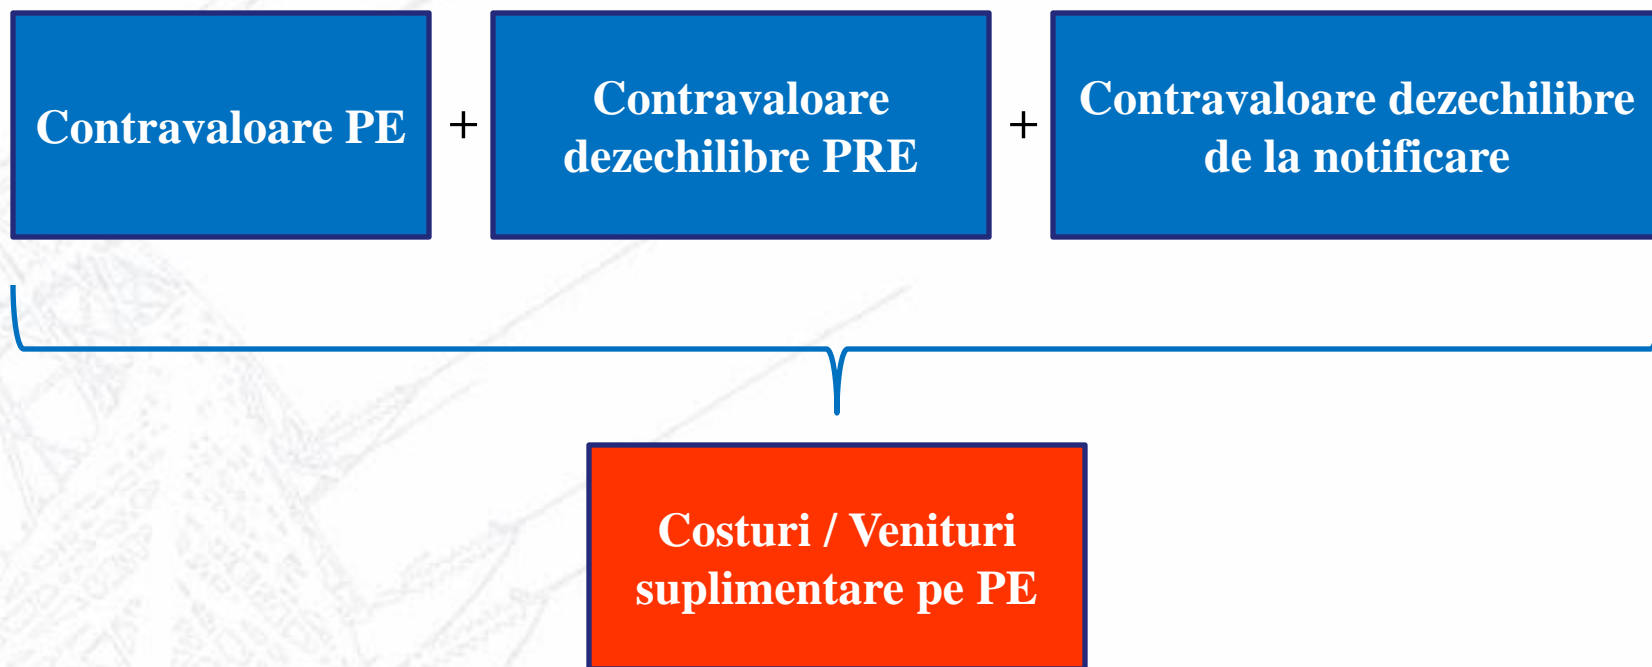 Contravaloare PE
+
Contravaloare
dezechilibre PRE
+
Contravaloare dezechilibre
de la notificare
Costuri / Venituri
suplimentare pe PE